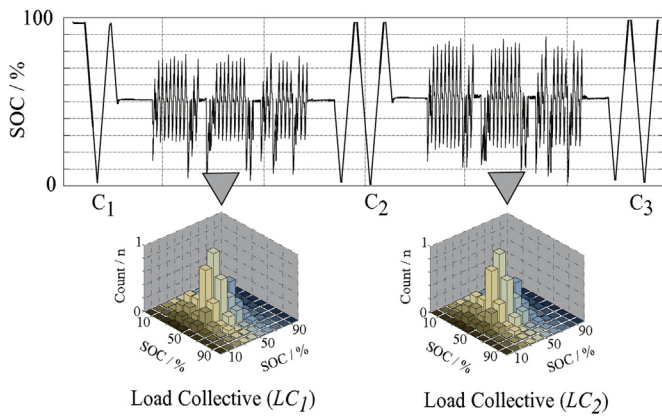 100
SOC / %
0
C1 C2 C3
1 1
Count / n Count / n
0 0
10 50 90 10 50 90
10 50 90 10 50 90
SOC / % SOC / % SOC / % SOC / %
Load Collective (LC1) Load Collective (LC2)